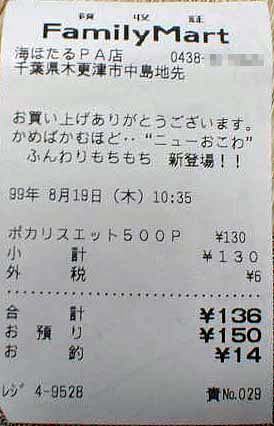 領収証
FamilyMart
海ほたるPA店 0438-
千葉県木更津市中島地先
お買い上げありがとうございます。
かめばかむほど・・“ニューおこわ”
ふんわりもちもち 新登場！！
99年 8月19日(木) 10:35
ポカリスエット500P ¥130
小計 ¥130
外税 ¥6
合計 ¥136
お預り ¥150
お釣 ¥14
レジ 4-9528 責No.029